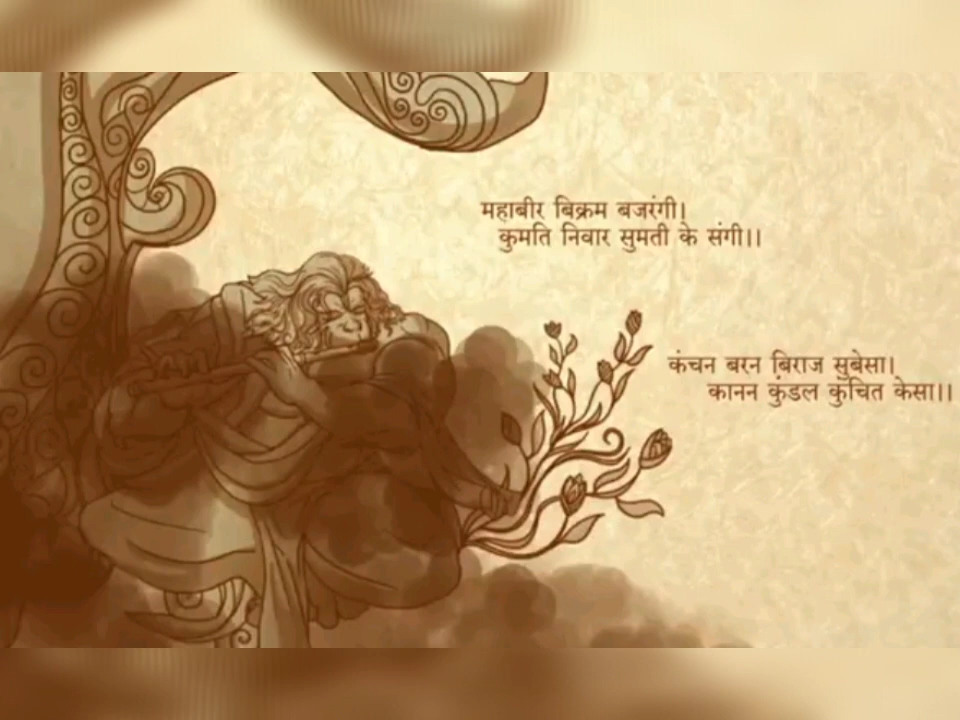 महाबीर बिक्रम बजरंगी।
कुमति निवार सुमती के संगी।।
कंचन बरन बिराज सुबेसा।
कानन कुंडल कुंचित केसा।।